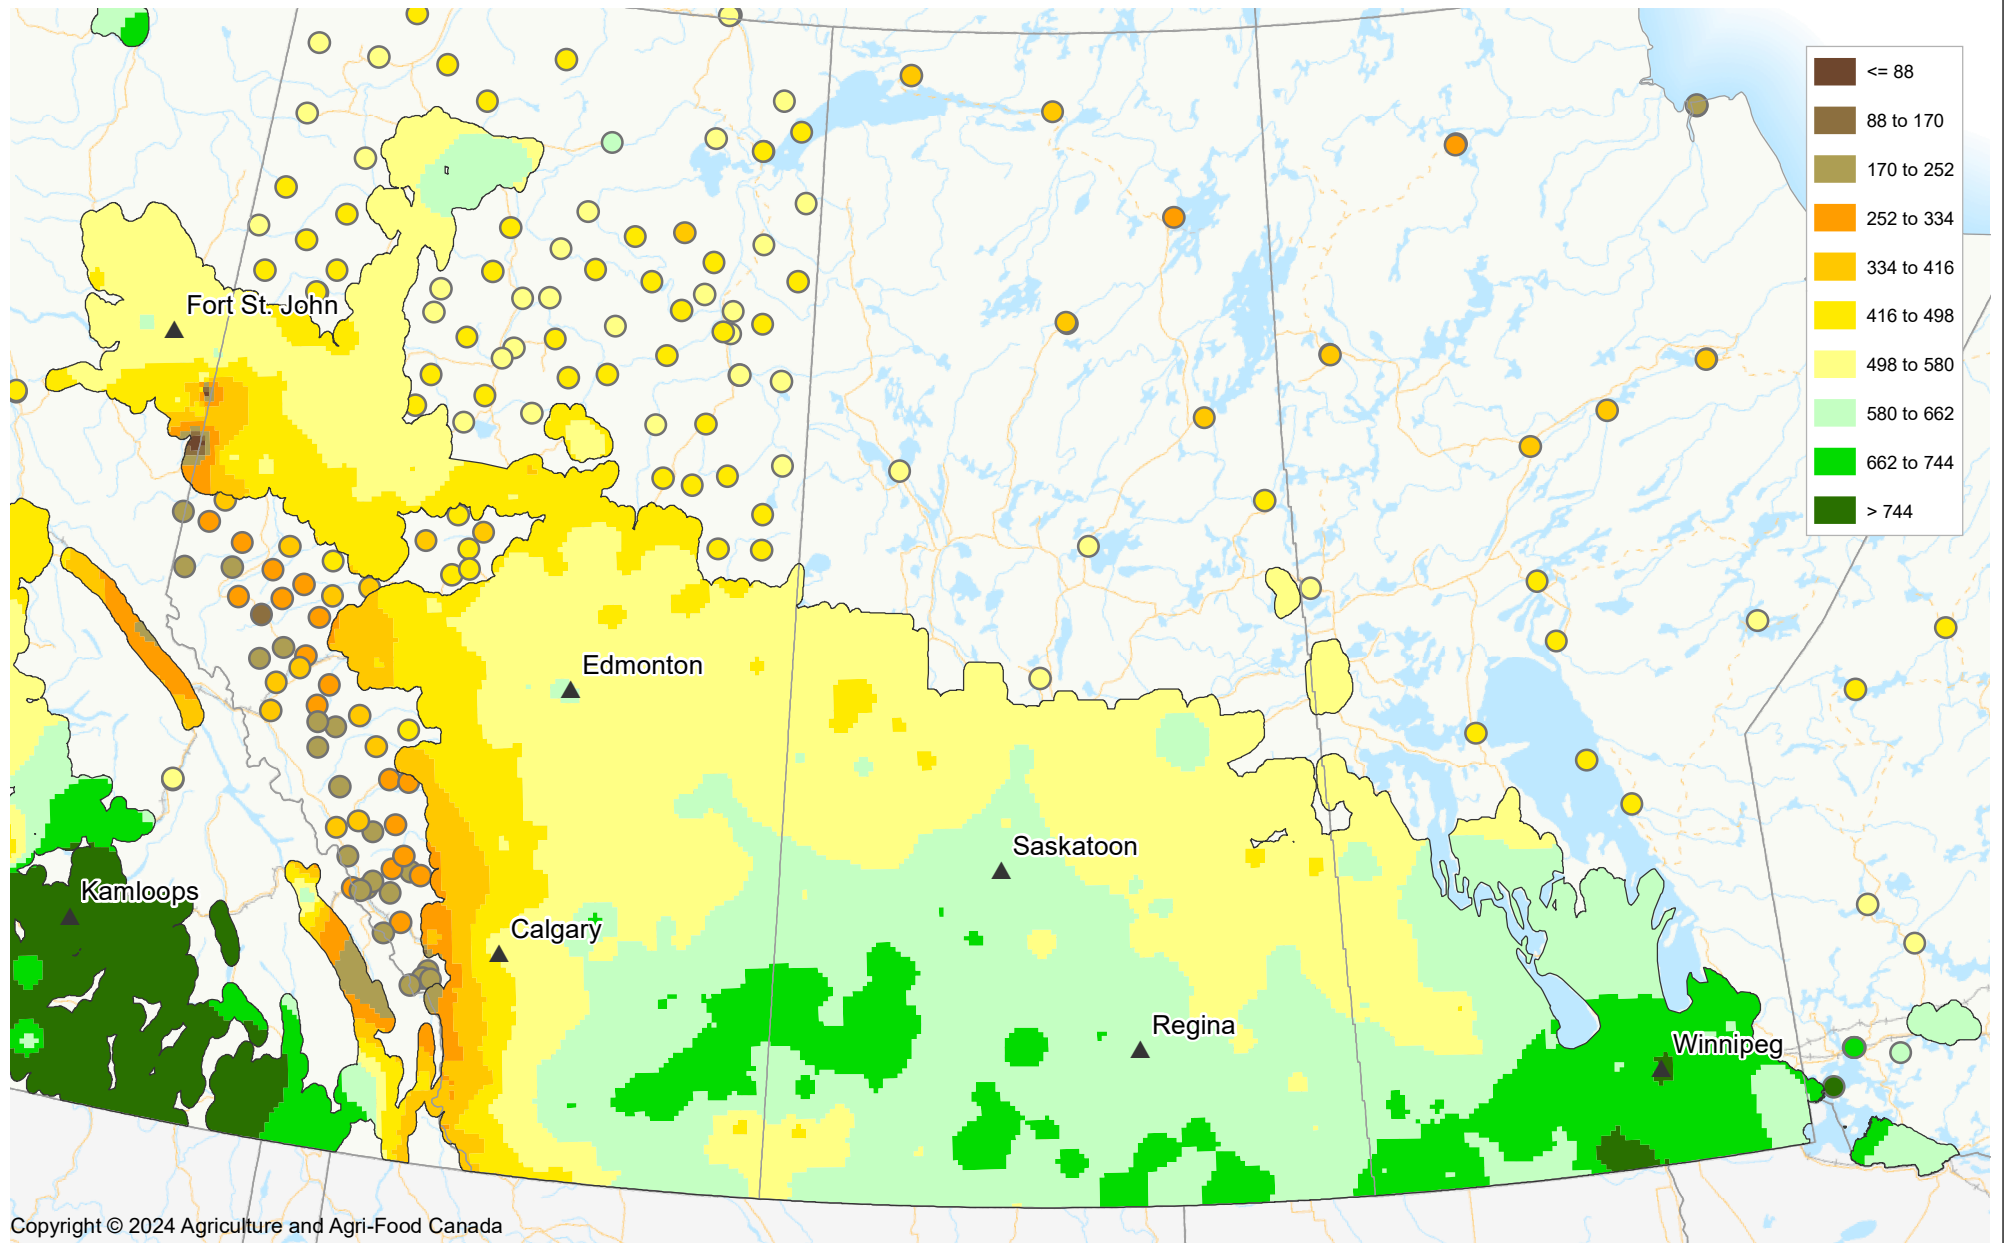 <= 88
88 to 170
170 to 252
252 to 334
334 to 416
416 to 498
498 to 580
580 to 662
662 to 744
> 744
Fort St. John
Edmonton
Saskatoon
Kamloops
Calgary
Regina
Winnipeg
Copyright © 2024 Agriculture and Agri-Food Canada